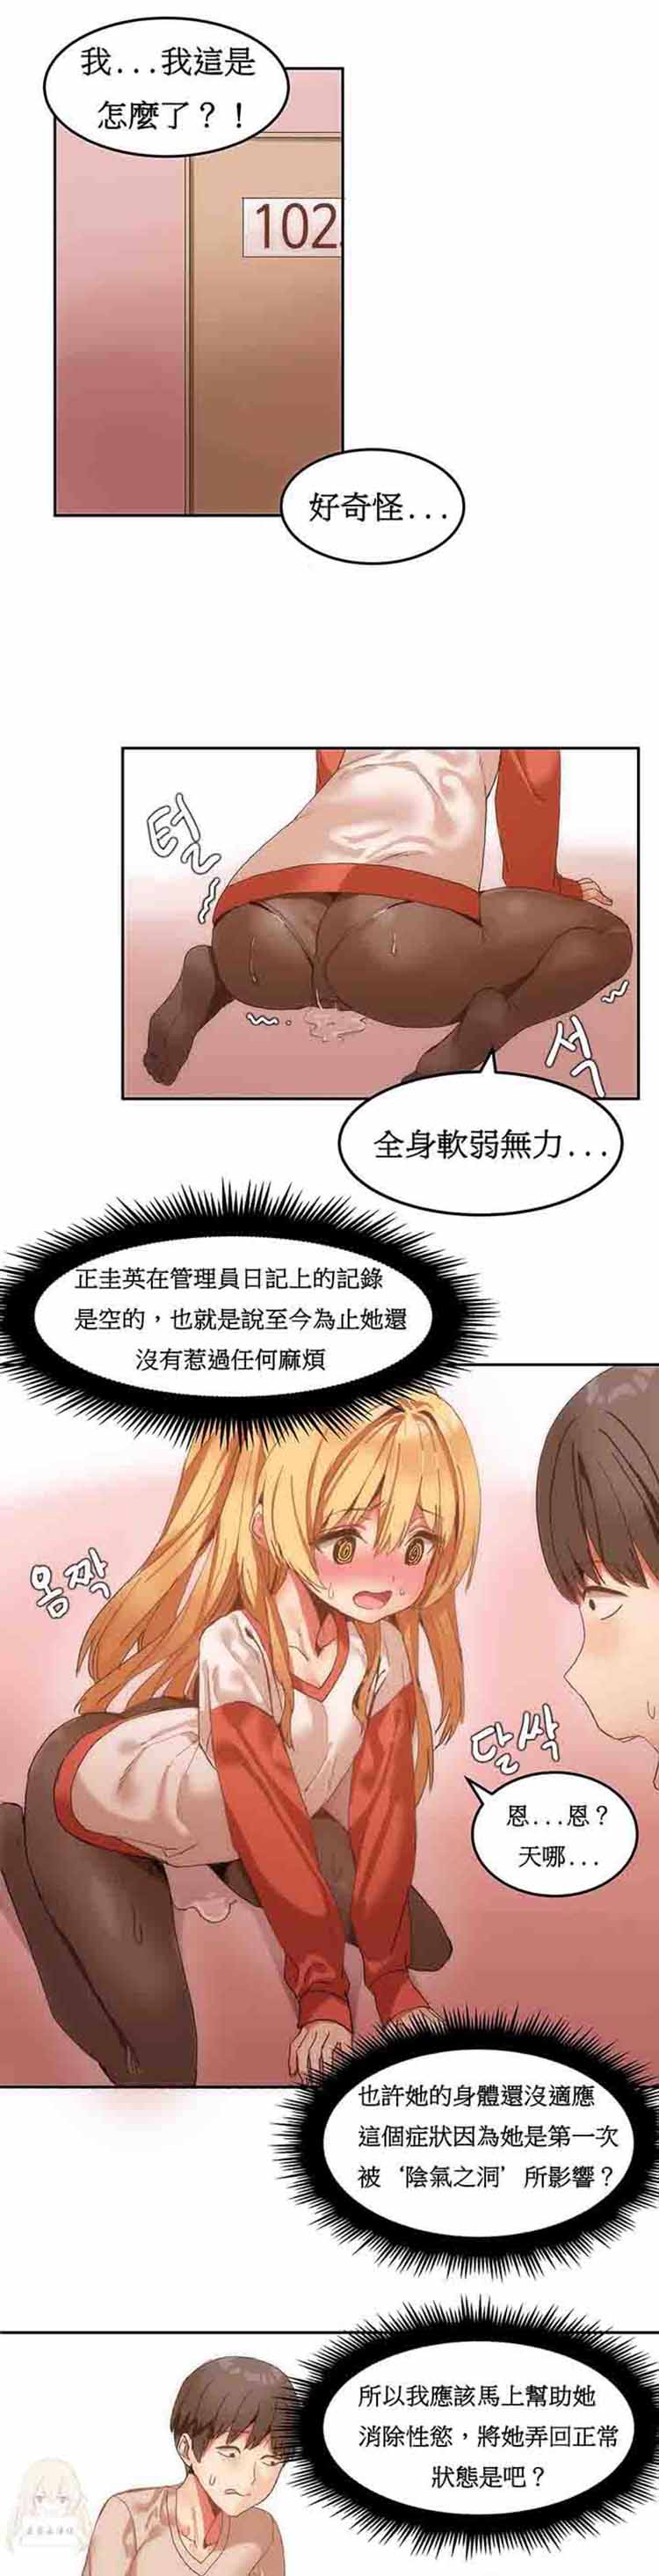 我...我這是
怎麼了?!
102
好奇怪...
털
석
全身軟弱無力...
正圭英在管理員日記上的記錄
是空的，也就是說至今為止她還
沒有惹過任何麻煩
움짝
달싹
恩...恩?
天哪...
也許她的身體還沒適應
這個症狀因為她是第一次
被‘陰氣之洞’所影響?
所以我應該馬上幫助她
消除性慾，將她弄回正常
狀態是吧?